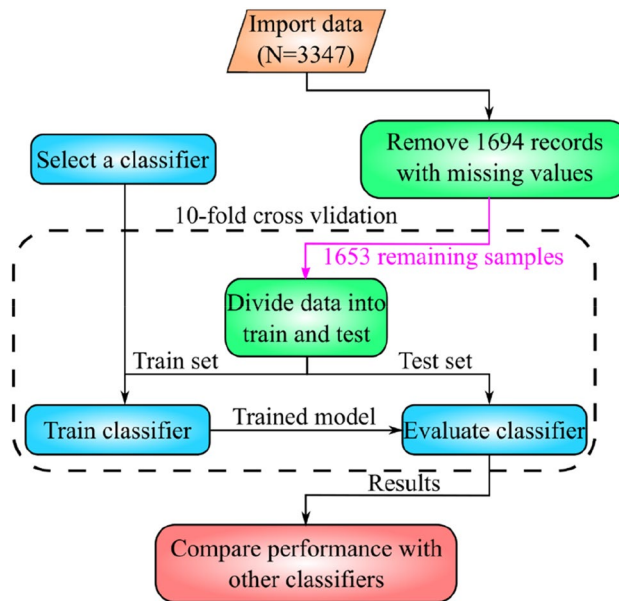 Import data
(N=3347)
Remove 1694 records
with missing values
Select a classifier
10-fold cross vlidation
1653 remaining samples
Divide data into
train and test
Train set
Test set
Train classifier
Trained model
Evaluate classifier
Results
Compare performance with
other classifiers